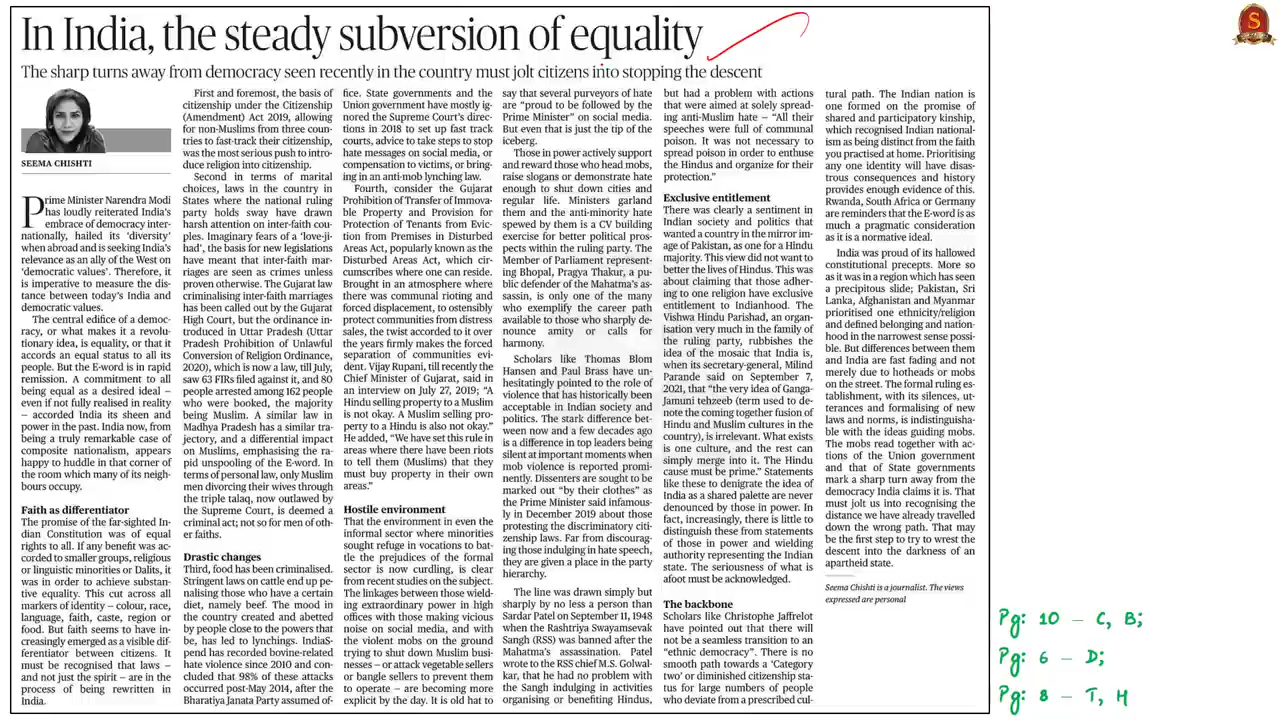 In India, the steady subversion of equality
The sharp turns away from democracy seen recently in the country must jolt citizens into stopping the descent
SEEMA CHISHTI
Prime Minister Narendra Modi
has loudly reiterated India's
embrace of democracy inter-
nationally, hailed its 'diversity'
when abroad and is seeking India's
relevance as an ally of the West on
'democratic values'. Therefore, it
is imperative to measure the dis-
tance between today's India and
democratic values.
The central edifice of a democ-
racy, or what makes it a revolu-
tionary idea, is equality, or that it
accords an equal status to all its
people. But the E-word is in rapid
remission. A commitment to all
being equal as a desired ideal –
even if not fully realised in reality
– accorded India its sheen and
power in the past. India now, from
being a truly remarkable case of
composite nationalism, appears
happy to huddle in that corner of
the room which many of its neigh-
bours occupy.
Faith as differentiator
The promise of the far-sighted In-
dian Constitution was of equal
rights to all. If any benefit was ac-
corded to smaller groups, religious
or linguistic minorities or Dalits, it
was in order to achieve substan-
tive equality. This cut across all
markers of identity – colour, race,
language, faith, caste, region or
food. But faith seems to have in-
creasingly emerged as a visible dif-
ferentiator between citizens. It
must be recognised that laws –
and not just the spirit – are in the
process of being rewritten in
India.
First and foremost, the basis of
citizenship under the Citizenship
(Amendment) Act 2019, allowing
for non-Muslims from three coun-
tries to fast-track their citizenship,
was the most serious push to intro-
duce religion into citizenship.
Second in terms of marital
choices, laws in the country in
States where the national ruling
party holds sway have drawn
harsh attention on inter-faith cou-
ples. Imaginary fears of a 'love-ji-
had', the basis for new legislations
have meant that inter-faith mar-
riages are seen as crimes unless
proven otherwise. The Gujarat law
criminalising inter-faith marriages
has been called out by the Gujarat
High Court, but the ordinance in-
troduced in Uttar Pradesh (Uttar
Pradesh Prohibition of Unlawful
Conversion of Religion Ordinance,
2020), which is now a law, till July,
saw 63 FIRs filed against it, and 80
people arrested among 162 people
who were booked, the majority
being Muslim. A similar law in
Madhya Pradesh has a similar tra-
jectory, and a differential impact
on Muslims, emphasising the ra-
pid unspooling of the E-word. In
terms of personal law, only Muslim
men divorcing their wives through
the triple talaq, now outlawed by
the Supreme Court, is deemed a
criminal act; not so for men of oth-
er faiths.
Drastic changes
Third, food has been criminalised.
Stringent laws on cattle end up pe-
nalising those who have a certain
diet, namely beef. The mood in
the country created and abetted
by people close to the powers that
be, has led to lynchings. IndiaS-
pend has recorded bovine-related
hate violence since 2010 and con-
cluded that 98% of these attacks
occurred post-May 2014, after the
Bharatiya Janata Party assumed of-
fice. State governments and the
Union government have mostly ig-
nored the Supreme Court's direc-
tions in 2018 to set up fast track
courts, advice to take steps to stop
hate messages on social media, or
compensation to victims, or bring-
ing in an anti-mob lynching law.
Fourth, consider the Gujarat
Prohibition of Transfer of Immova-
ble Property and Provision for
Protection of Tenants from Evic-
tion from Premises in Disturbed
Areas Act, popularly known as the
Disturbed Areas Act, which cir-
cumscribes where one can reside.
Brought in an atmosphere where
there was communal rioting and
forced displacement, to ostensibly
protect communities from distress
sales, the twist accorded to it over
the years firmly makes the forced
separation of communities evi-
dent. Vijay Rupani, till recently the
Chief Minister of Gujarat, said in
an interview on July 27, 2019; "A
Hindu selling property to a Muslim
is not okay. A Muslim selling pro-
perty to a Hindu is also not okay."
He added, "We have set this rule in
areas where there have been riots
to tell them (Muslims) that they
must buy property in their own
areas."
Hostile environment
That the environment in even the
informal sector where minorities
sought refuge in vocations to bat-
tle the prejudices of the formal
sector is now curdling, is clear
from recent studies on the subject.
The linkages between those wield-
ing extraordinary power in high
offices with those making vicious
noise on social media, and with
the violent mobs on the ground
trying to shut down Muslim busi-
nesses – or attack vegetable sellers
or bangle sellers to prevent them
to operate – are becoming more
explicit by the day. It is old hat to
say that several purveyors of hate
are "proud to be followed by the
Prime Minister" on social media.
But even that is just the tip of the
iceberg.
Those in power actively support
and reward those who head mobs,
raise slogans or demonstrate hate
enough to shut down cities and
regular life. Ministers garland
them and the anti-minority hate
spewed by them is a CV building
exercise for better political pros-
pects within the ruling party. The
Member of Parliament represent-
ing Bhopal, Pragya Thakur, a pu-
blic defender of the Mahatma's as-
sassin, is only one of the many
who exemplify the career path
available to those who sharply de-
nounce amity or calls for
harmony.
Scholars like Thomas Blom
Hansen and Paul Brass have un-
hesitatingly pointed to the role of
violence that has historically been
acceptable in Indian society and
politics. The stark difference bet-
ween now and a few decades ago
is a difference in top leaders being
silent at important moments when
mob violence is reported promi-
nently. Dissenters are sought to be
marked out "by their clothes" as
the Prime Minister said infamous-
ly in December 2019 about those
protesting the discriminatory citi-
zenship laws. Far from discourag-
ing those indulging in hate speech,
they are given a place in the party
hierarchy.
The line was drawn simply but
sharply by no less a person than
Sardar Patel on September 11, 1948
when the Rashtriya Swayamsevak
Sangh (RSS) was banned after the
Mahatma's assassination. Patel
wrote to the RSS chief M.S. Golwal-
kar, that he had no problem with
the Sangh indulging in activities
organising or benefiting Hindus,
but had a problem with actions
that were aimed at solely spread-
ing anti-Muslim hate – "All their
speeches were full of communal
poison. It was not necessary to
spread poison in order to enthuse
the Hindus and organize for their
protection."
Exclusive entitlement
There was clearly a sentiment in
Indian society and politics that
wanted a country in the mirror im-
age of Pakistan, as one for a Hindu
majority. This view did not want to
better the lives of Hindus. This was
about claiming that those adher-
ing to one religion have exclusive
entitlement to Indianhood. The
Vishwa Hindu Parishad, an organ-
isation very much in the family of
the ruling party, rubbishes the
idea of the mosaic that India is,
when its secretary-general, Milind
Parande said on September 7,
2021, that "the very idea of Ganga-
Jamuni tehzeeb (term used to de-
note the coming together fusion of
Hindu and Muslim cultures in the
country), is irrelevant. What exists
is one culture, and the rest can
simply merge into it. The Hindu
cause must be prime." Statements
like these to denigrate the idea of
India as a shared palette are never
denounced by those in power. In
fact, increasingly, there is little to
distinguish these from statements
of those in power and wielding
authority representing the Indian
state. The seriousness of what is
afoot must be acknowledged.
The backbone
Scholars like Christophe Jaffrelot
have pointed out that there will
not be a seamless transition to an
"ethnic democracy". There is no
smooth path towards a 'Category
two' or diminished citizenship sta-
tus for large numbers of people
who deviate from a prescribed cul-
tural path. The Indian nation is
one formed on the promise of
shared and participatory kinship,
which recognised Indian national-
ism as being distinct from the faith
you practised at home. Prioritising
any one identity will have disas-
trous consequences and history
provides enough evidence of this.
Rwanda, South Africa or Germany
are reminders that the E-word is as
much a pragmatic consideration
as it is a normative ideal.
India was proud of its hallowed
constitutional precepts. More so
as it was in a region which has seen
a precipitous slide; Pakistan, Sri
Lanka, Afghanistan and Myanmar
prioritised one ethnicity/religion
and defined belonging and nation-
hood in the narrowest sense possi-
ble. But differences between them
and India are fast fading and not
merely due to hotheads or mobs
on the street. The formal ruling es-
tablishment, with its silences, ut-
terances and formalising of new
laws and norms, is indistinguisha-
ble with the ideas guiding mobs.
The mobs read together with ac-
tions of the Union government
and that of State governments
mark a sharp turn away from the
democracy India claims it is. That
must jolt us into recognising the
distance we have already travelled
down the wrong path. That may
be the first step to try to wrest the
descent into the darkness of an
apartheid state.
Seema Chishti is a journalist. The views
expressed are personal
S
Pg: 10 – C, B;
Pg: 6 – D;
Pg: 8 – T, H